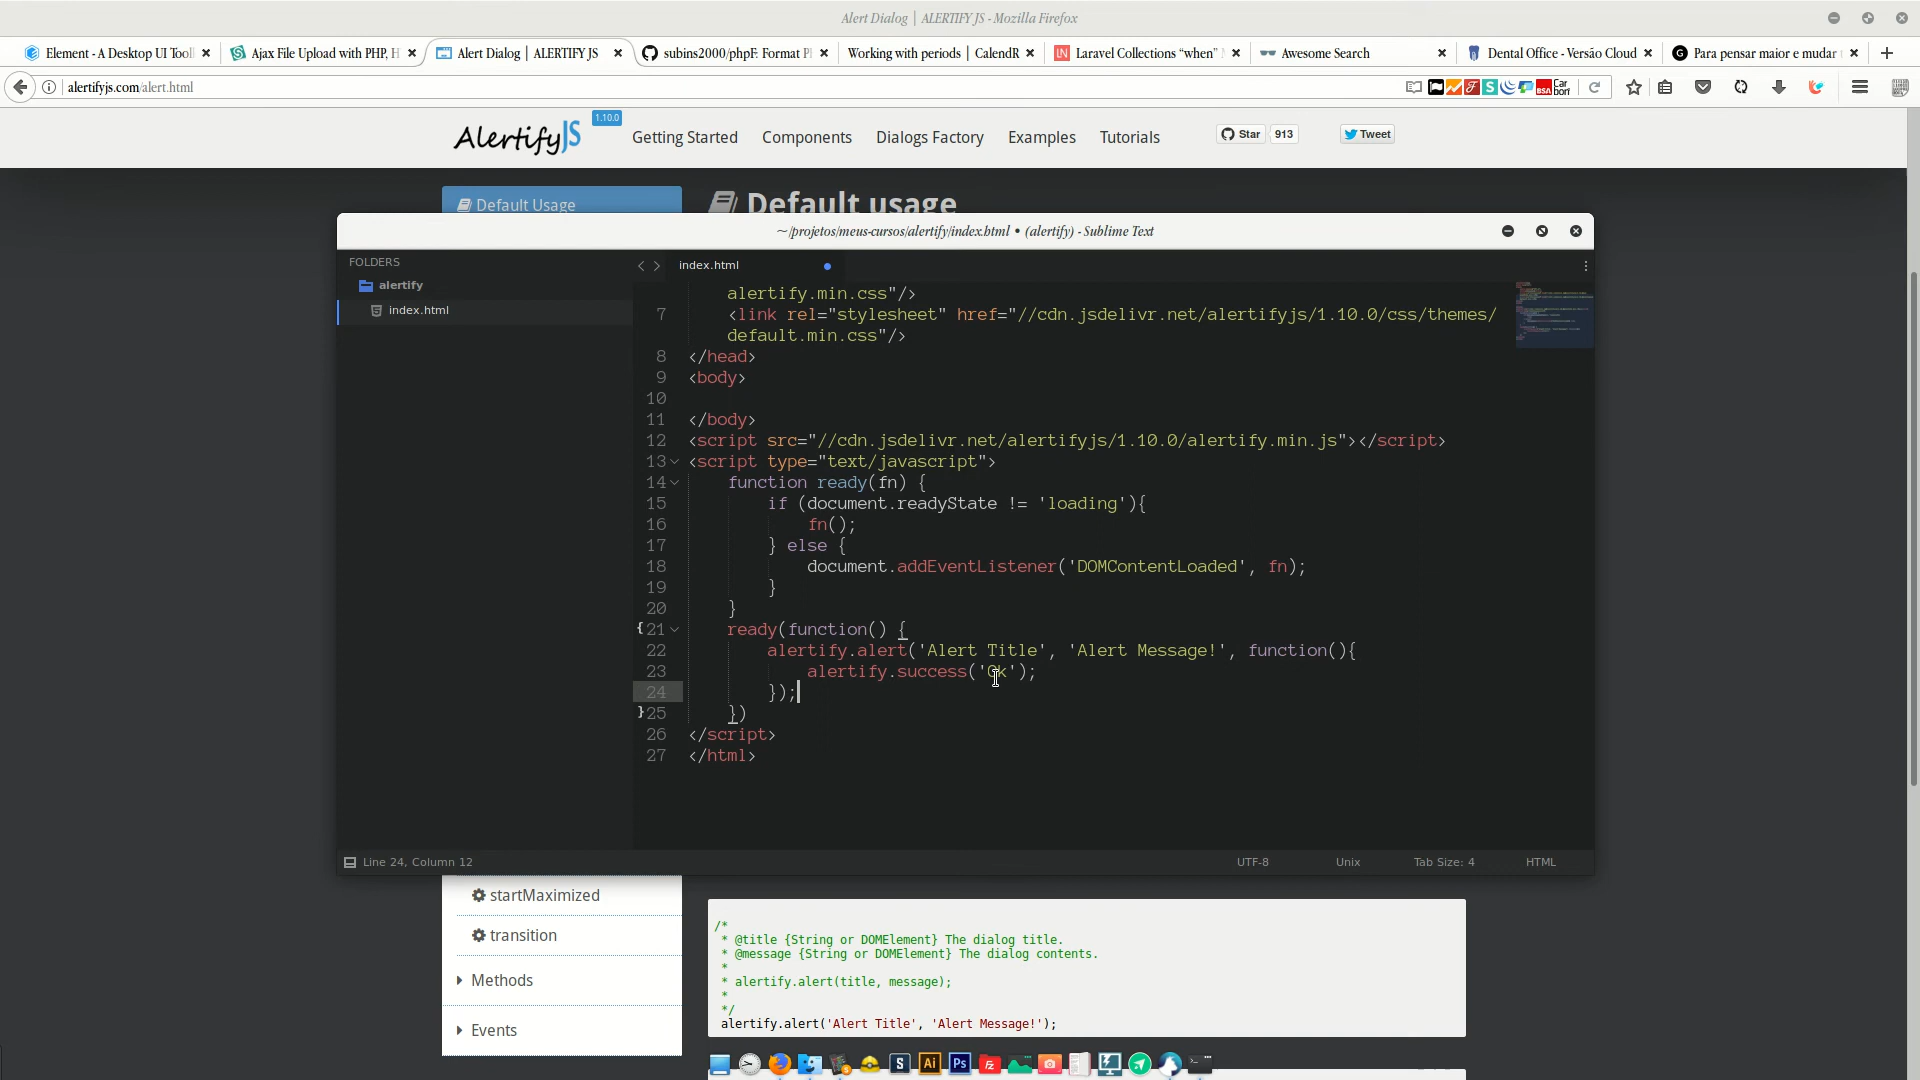 Alert Dialog | ALERTIFY JS - Mozilla Firefox
Element - A Desktop UI Tool
Ajax File Upload with PHP, H
Alert Dialog | ALERTIFY JS
subins2000/phpF: Format P
Working with periods | CalendR
Laravel Collections “when”
Awesome Search
Dental Office - Versão Cloud
Para pensar maior e mudar
alertifyjs.com/alert.html
AlertifyJS
1.10.0
Getting Started
Components
Dialogs Factory
Examples
Tutorials
Star
913
Tweet
Default Usage
Default usage
~/projetos/meus-cursos/alertify/index.html • (alertify) - Sublime Text
FOLDERS
alertify
index.html
index.html
alertify.min.css"/>
7 <link rel="stylesheet" href="//cdn.jsdelivr.net/alertifyjs/1.10.0/css/themes/
default.min.css"/>
8 </head>
9 <body>
10
11 </body>
12 <script src="//cdn.jsdelivr.net/alertifyjs/1.10.0/alertify.min.js"></script>
13 <script type="text/javascript">
14 function ready(fn) {
15 if (document.readyState != 'loading'){
16 fn();
17 } else {
18 document.addEventListener('DOMContentLoaded', fn);
19 }
20 }
21 ready(function() {
22 alertify.alert('Alert Title', 'Alert Message!', function(){
23 alertify.success('Ok');
24 });
25 })
26 </script>
27 </html>
Line 24, Column 12
UTF-8
Unix
Tab Size: 4
HTML
startMaximized
transition
Methods
Events
/*
* @title {String or DOMElement} The dialog title.
* @message {String or DOMElement} The dialog contents.
*
* alertify.alert(title, message);
*
*/
alertify.alert('Alert Title', 'Alert Message!');
S
Ai
Ps
fz